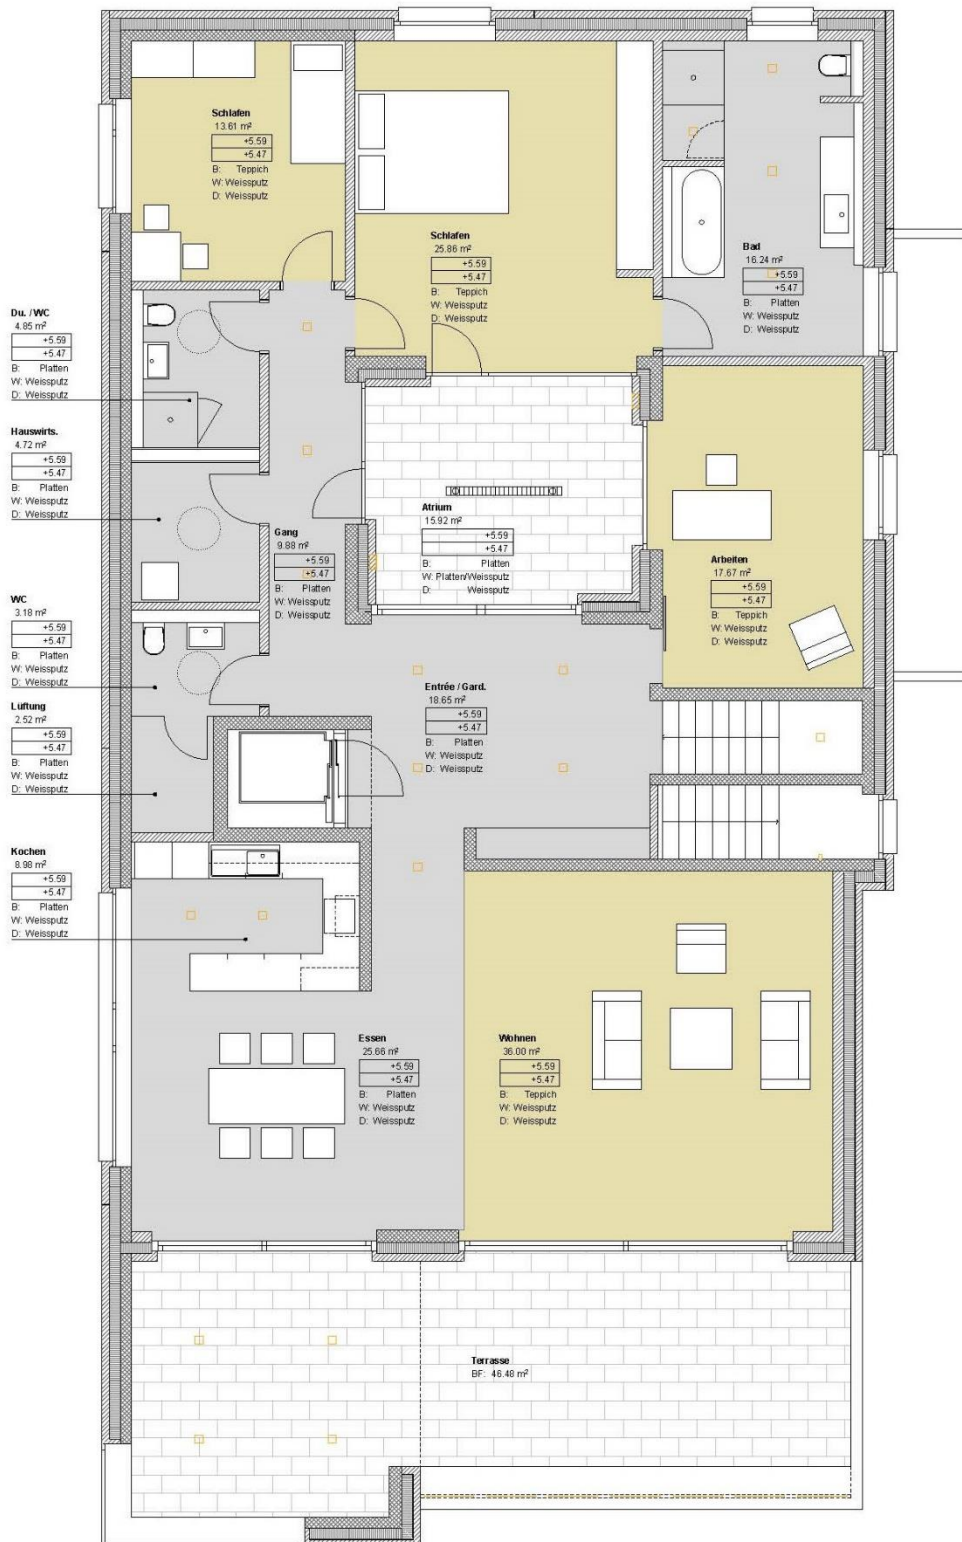 Schlafen
13.61 m²
+5.59
+5.47
B: Teppich
W: Weissputz
D: Weissputz
Schlafen
25.86 m²
+5.59
+5.47
B: Teppich
W: Weissputz
D: Weissputz
Bad
16.24 m²
+5.59
+5.47
B: Platten
W: Weissputz
D: Weissputz
Du. / WC
4.85 m²
+5.59
+5.47
B: Platten
W: Weissputz
D: Weissputz
Hauswirts.
4.72 m²
+5.59
+5.47
B: Platten
W: Weissputz
D: Weissputz
Atrium
15.92 m²
+5.59
+5.47
B: Platten
W: Platten/Weissputz
D: Weissputz
Gang
9.88 m²
+5.59
+5.47
B: Platten
W: Weissputz
D: Weissputz
Arbeiten
17.67 m²
+5.59
+5.47
B: Teppich
W: Weissputz
D: Weissputz
WC
3.18 m²
+5.59
+5.47
B: Platten
W: Weissputz
D: Weissputz
Entrée / Gard.
18.65 m²
+5.59
+5.47
B: Platten
W: Weissputz
D: Weissputz
Lüftung
2.52 m²
+5.59
+5.47
B: Platten
W: Weissputz
D: Weissputz
Kochen
8.98 m²
+5.59
+5.47
B: Platten
W: Weissputz
D: Weissputz
Essen
25.66 m²
+5.59
+5.47
B: Platten
W: Weissputz
D: Weissputz
Wohnen
36.00 m²
+5.59
+5.47
B: Teppich
W: Weissputz
D: Weissputz
Terrasse
BF: 46.48 m²